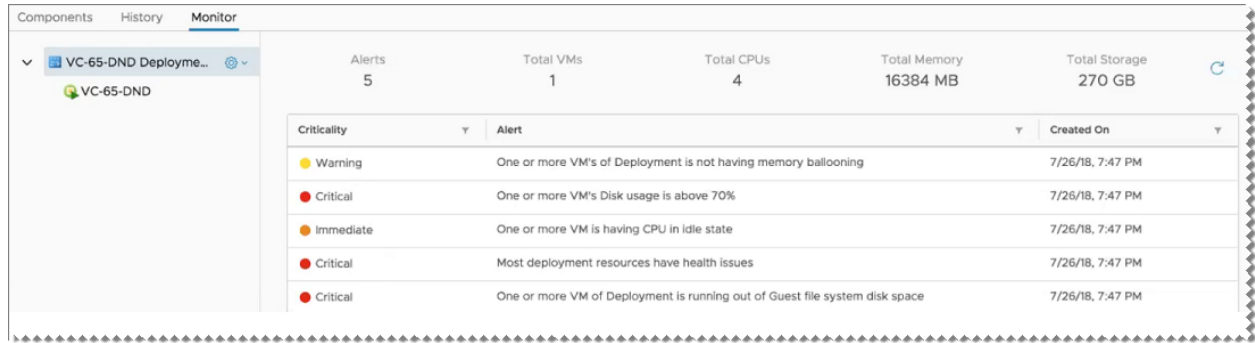 Components History Monitor
VC-65-DND Deployme...
VC-65-DND
Alerts Total VMs Total CPUs Total Memory Total Storage
5 1 4 16384 MB 270 GB
Criticality Alert Created On
Warning One or more VM's of Deployment is not having memory ballooning 7/26/18, 7:47 PM
Critical One or more VM's Disk usage is above 70% 7/26/18, 7:47 PM
Immediate One or more VM is having CPU in idle state 7/26/18, 7:47 PM
Critical Most deployment resources have health issues 7/26/18, 7:47 PM
Critical One or more VM of Deployment is running out of Guest file system disk space 7/26/18, 7:47 PM